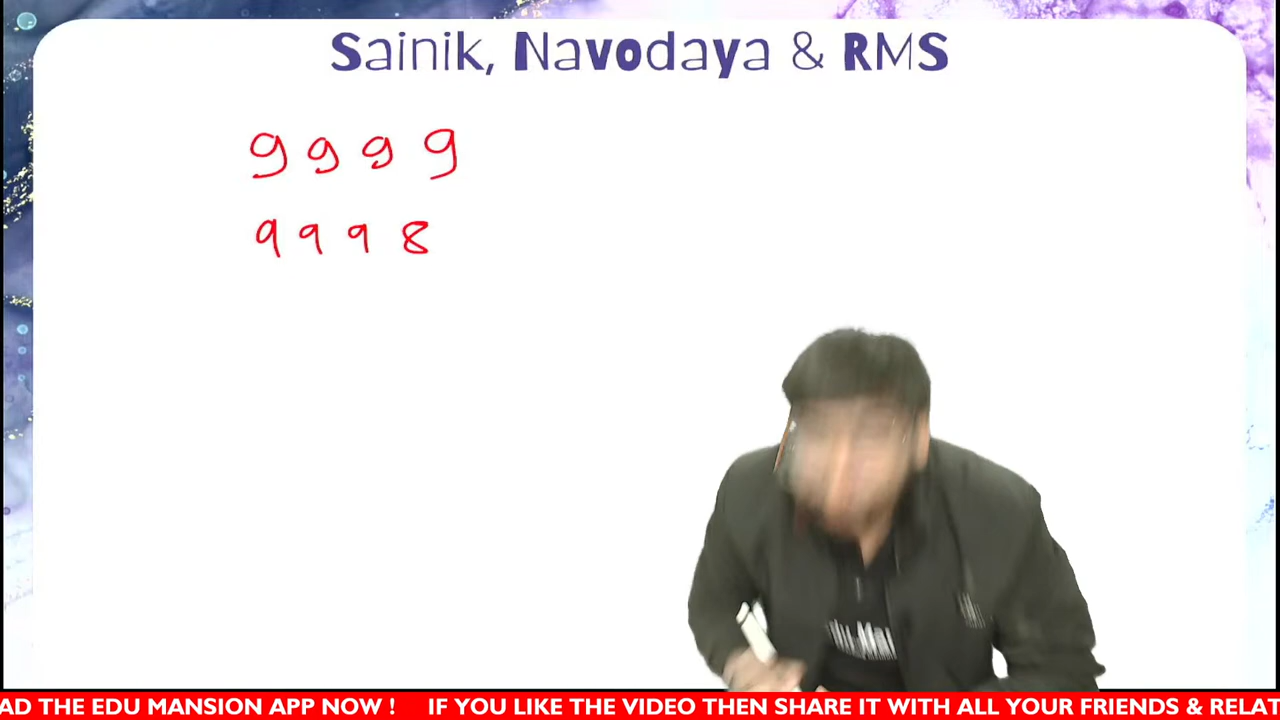 Sainik, Navodaya & RMS
9999
9998
AD THE EDU MANSION APP NOW ! IF YOU LIKE THE VIDEO THEN SHARE IT WITH ALL YOUR FRIENDS & RELAT